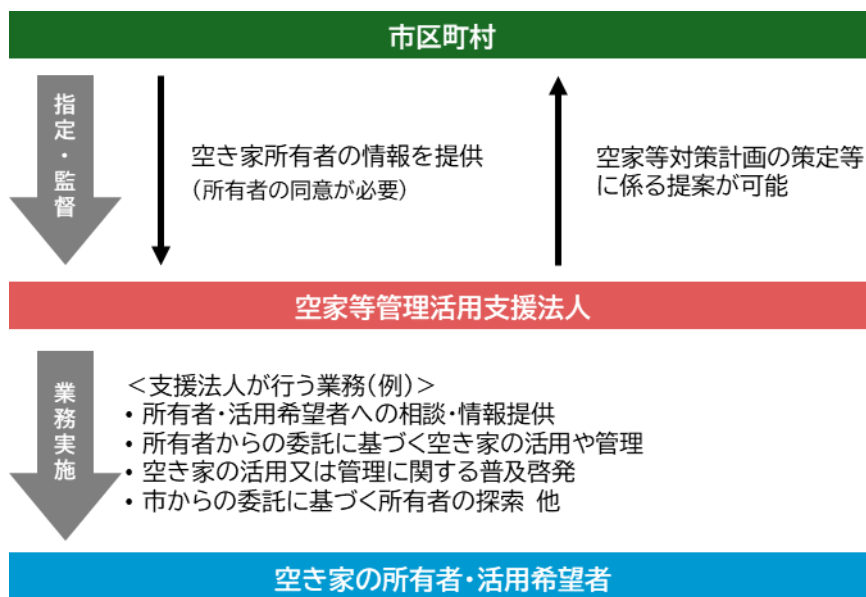 市区町村
指定・監督
空き家所有者の情報を提供
(所有者の同意が必要)
空家等対策計画の策定等
に係る提案が可能
空家等管理活用支援法人
業務実施
＜支援法人が行う業務(例)＞
• 所有者・活用希望者への相談・情報提供
• 所有者からの委託に基づく空き家の活用や管理
• 空き家の活用又は管理に関する普及啓発
• 市からの委託に基づく所有者の探索 他
空き家の所有者・活用希望者